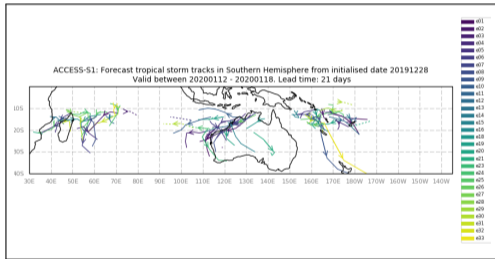 ACCESS-S1: Forecast tropical storm tracks in Southern Hemisphere from initialised date 20191228
Valid between 20200112 - 20200118. Lead time: 21 days
10S
20S
30S
40S
30E 40E 50E 60E 70E 80E 90E 100E 110E 120E 130E 140E 150E 160E 170E 180E 170W 160W 150W 140W
e01
e02
e03
e04
e05
e06
e07
e08
e09
e10
e11
e12
e13
e14
e15
e16
e18
e19
e20
e21
e22
e23
e24
e25
e26
e27
e28
e29
e30
e31
e32
e33